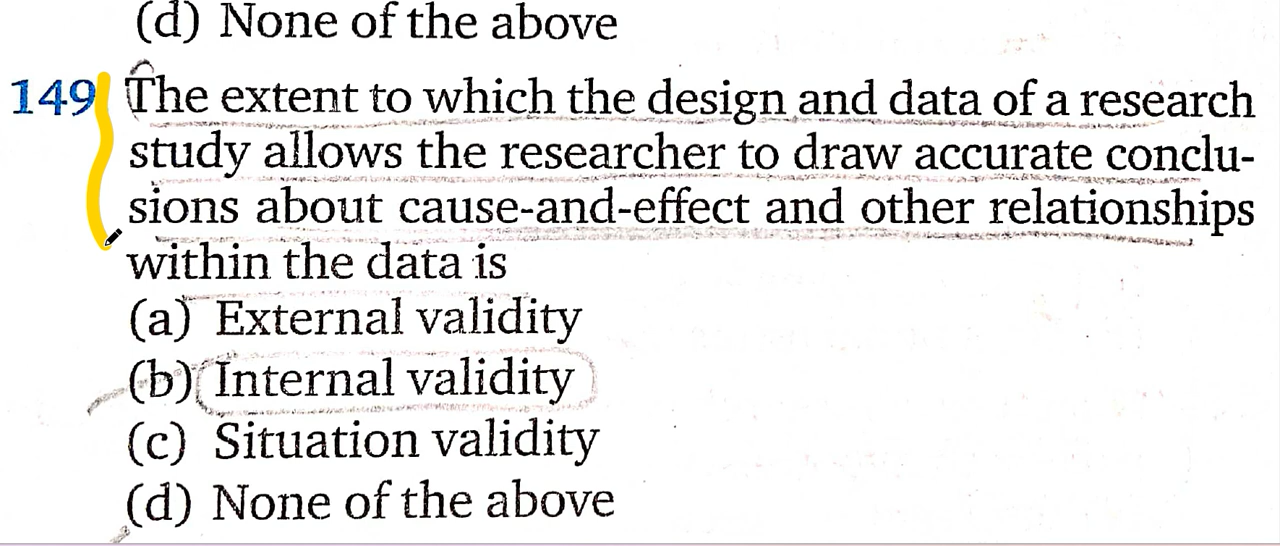 (d) None of the above
149 The extent to which the design and data of a research
study allows the researcher to draw accurate conclu-
sions about cause-and-effect and other relationships
within the data is
(a) External validity
(b) Internal validity
(c) Situation validity
(d) None of the above